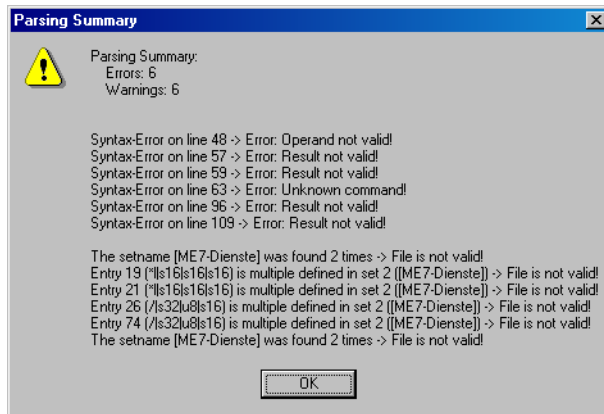 Parsing Summary
Parsing Summary:
Errors: 6
Warnings: 6
Syntax-Error on line 48 -> Error: Operand not valid!
Syntax-Error on line 57 -> Error: Result not valid!
Syntax-Error on line 59 -> Error: Result not valid!
Syntax-Error on line 63 -> Error: Unknown command!
Syntax-Error on line 96 -> Error: Result not valid!
Syntax-Error on line 109 -> Error: Result not valid!
The setname [ME7-Dienste] was found 2 times -> File is not valid!
Entry 19 (*|s16|s16|s16) is multiple defined in set 2 ([ME7-Dienste]) -> File is not valid!
Entry 21 (*|s16|s16|s16) is multiple defined in set 2 ([ME7-Dienste]) -> File is not valid!
Entry 26 (/|s32|u8|s16) is multiple defined in set 2 ([ME7-Dienste]) -> File is not valid!
Entry 74 (/|s32|u8|s16) is multiple defined in set 2 ([ME7-Dienste]) -> File is not valid!
The setname [ME7-Dienste] was found 2 times -> File is not valid!
OK